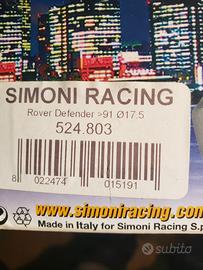 SIMONI RACING
Rover Defender >91 Ø17.5
524.803
8 022474 015191
www.simoniracing.com
Made in Italy for Simoni Racing S.p
subito